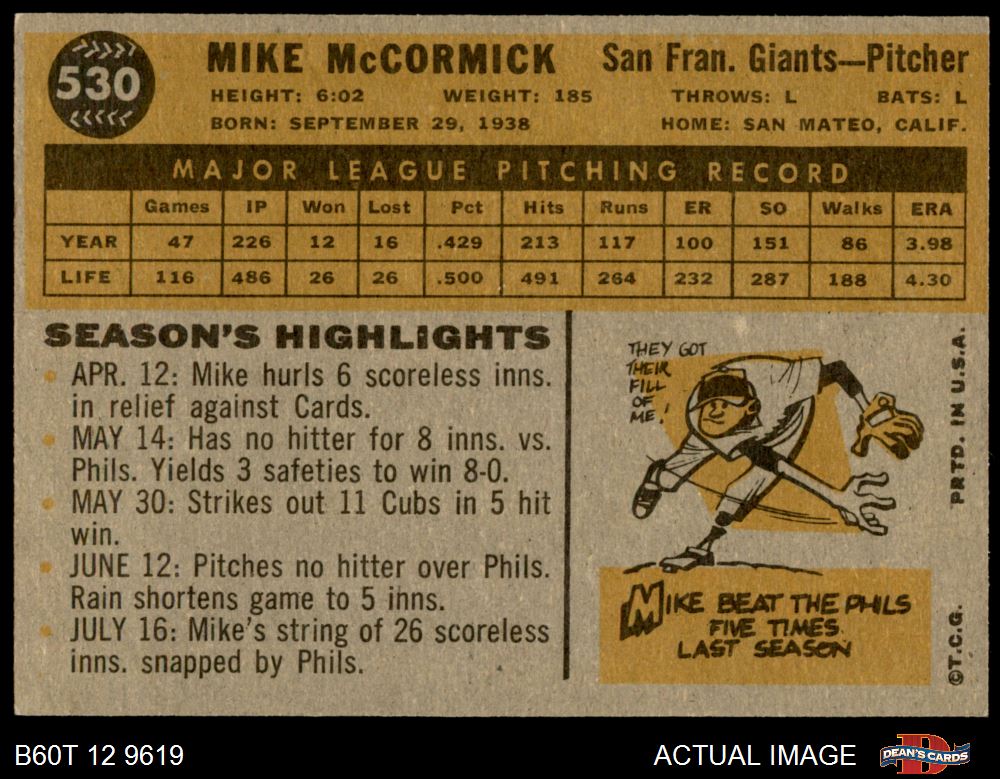 530
MIKE McCORMICK San Fran. Giants—Pitcher
HEIGHT: 6:02 WEIGHT: 185 THROWS: L BATS: L
BORN: SEPTEMBER 29, 1938 HOME: SAN MATEO, CALIF.
MAJOR LEAGUE PITCHING RECORD
Games IP Won Lost Pct Hits Runs ER SO Walks ERA
YEAR 47 226 12 16 .429 213 117 100 151 86 3.98
LIFE 116 486 26 26 .500 491 264 232 287 188 4.30
SEASON'S HIGHLIGHTS
• APR. 12: Mike hurls 6 scoreless inns.
in relief against Cards.
• MAY 14: Has no hitter for 8 inns. vs.
Phils. Yields 3 safeties to win 8-0.
• MAY 30: Strikes out 11 Cubs in 5 hit
win.
• JUNE 12: Pitches no hitter over Phils.
Rain shortens game to 5 inns.
• JULY 16: Mike's string of 26 scoreless
inns. snapped by Phils.
THEY GOT
THEIR
FILL
OF
ME!
MIKE BEAT THE PHILS
FIVE TIMES
LAST SEASON
©T.C.G. PRTD. IN U.S.A.
B60T 12 9619 ACTUAL IMAGE DEAN'S CARDS